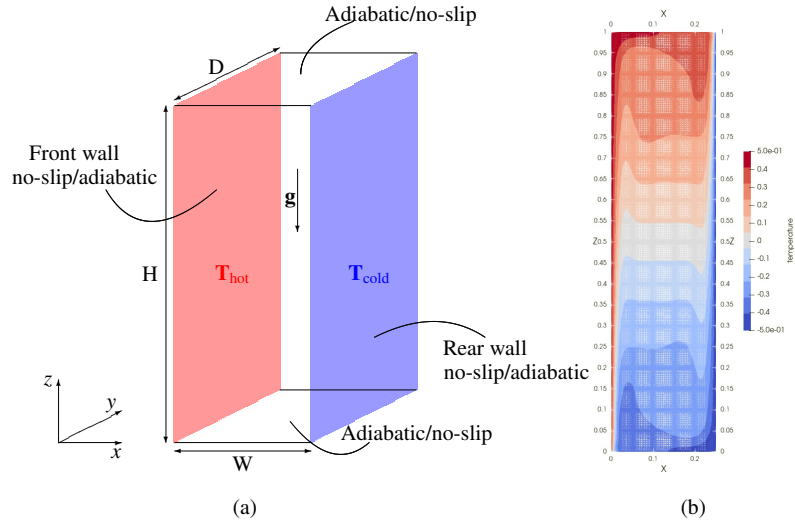 Adiabatic/no-slip
D
Front wall
no-slip/adiabatic
g
H
T_hot
T_cold
Rear wall
no-slip/adiabatic
z
y
x
Adiabatic/no-slip
W
(a)
X
0 0.1 0.2
1 1
0.95 0.95
0.9 0.9
0.85 0.85
0.8 0.8
0.75 0.75
0.7 0.7
0.65 0.65
0.6 0.6
0.55 0.55
Z0.5 Z0.5
0.45 0.45
0.4 0.4
0.35 0.35
0.3 0.3
0.25 0.25
0.2 0.2
0.15 0.15
0.1 0.1
0.05 0.05
0 0
0 0.1 0.2
X
5.0e-01
0.4
0.3
0.2
0.1
0
-0.1
-0.2
-0.3
-0.4
-5.0e-01
temperature
(b)